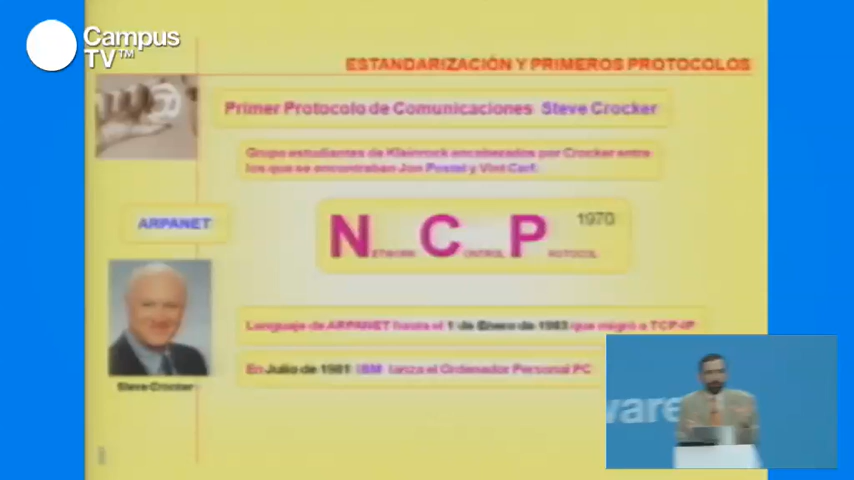 Campus
TV™
ESTANDARIZACIÓN Y PRIMEROS PROTOCOLOS
Primer Protocolo de Comunicaciones Steve Crocker
Grupo estudiantes de Kleinrock encabezados por Crocker entre
los que se encontraban Jon Postel y Vint Cerf.
ARPANET
1970
NETWORK CONTROL PROTOCOL
Lenguaje de ARPANET hasta el 1 de Enero de 1983 que migró a TCP-IP
En Julio de 1981 IBM lanza el Ordenador Personal PC
Steve Crocker
ware